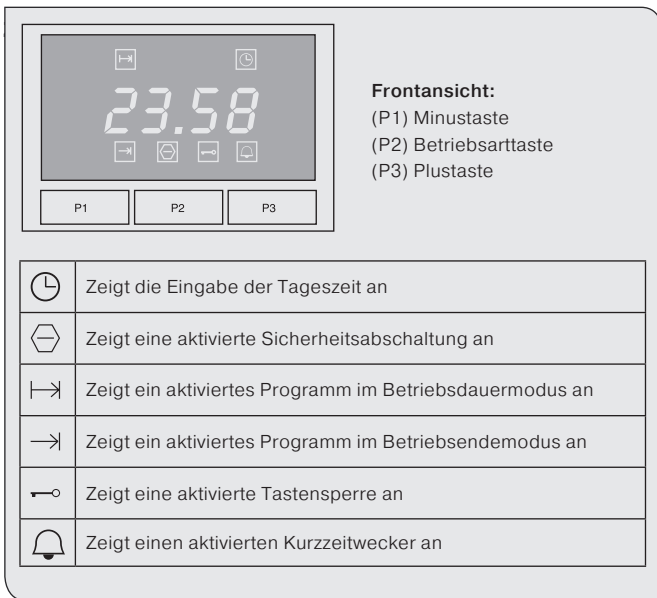 23.58
P1 P2 P3
Frontansicht:
(P1) Minustaste
(P2) Betriebsarttaste
(P3) Plustaste
Zeigt die Eingabe der Tageszeit an
Zeigt eine aktivierte Sicherheitsabschaltung an
Zeigt ein aktiviertes Programm im Betriebsdauermodus an
Zeigt ein aktiviertes Programm im Betriebsendemodus an
Zeigt eine aktivierte Tastensperre an
Zeigt einen aktivierten Kurzzeitwecker an